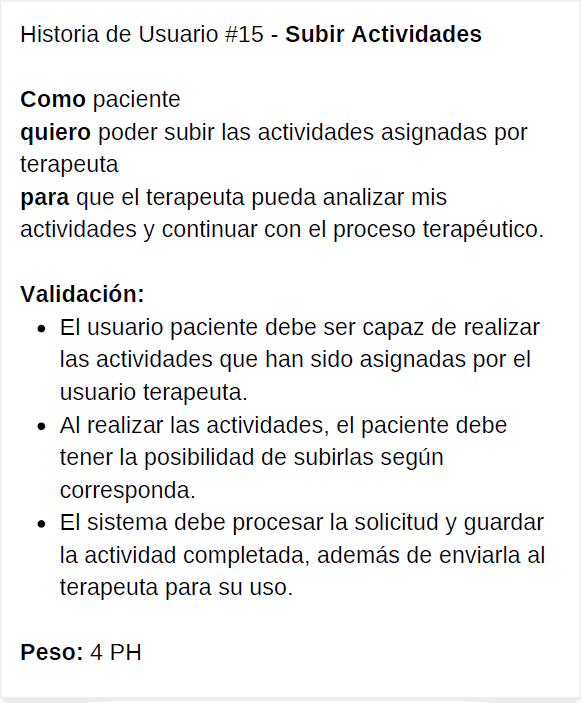 Historia de Usuario #15 - Subir Actividades
Como paciente
quiero poder subir las actividades asignadas por
terapeuta
para que el terapeuta pueda analizar mis
actividades y continuar con el proceso terapéutico.
Validación:
• El usuario paciente debe ser capaz de realizar
las actividades que han sido asignadas por el
usuario terapeuta.
• Al realizar las actividades, el paciente debe
tener la posibilidad de subirlas según
corresponda.
• El sistema debe procesar la solicitud y guardar
la actividad completada, además de enviarla al
terapeuta para su uso.
Peso: 4 PH